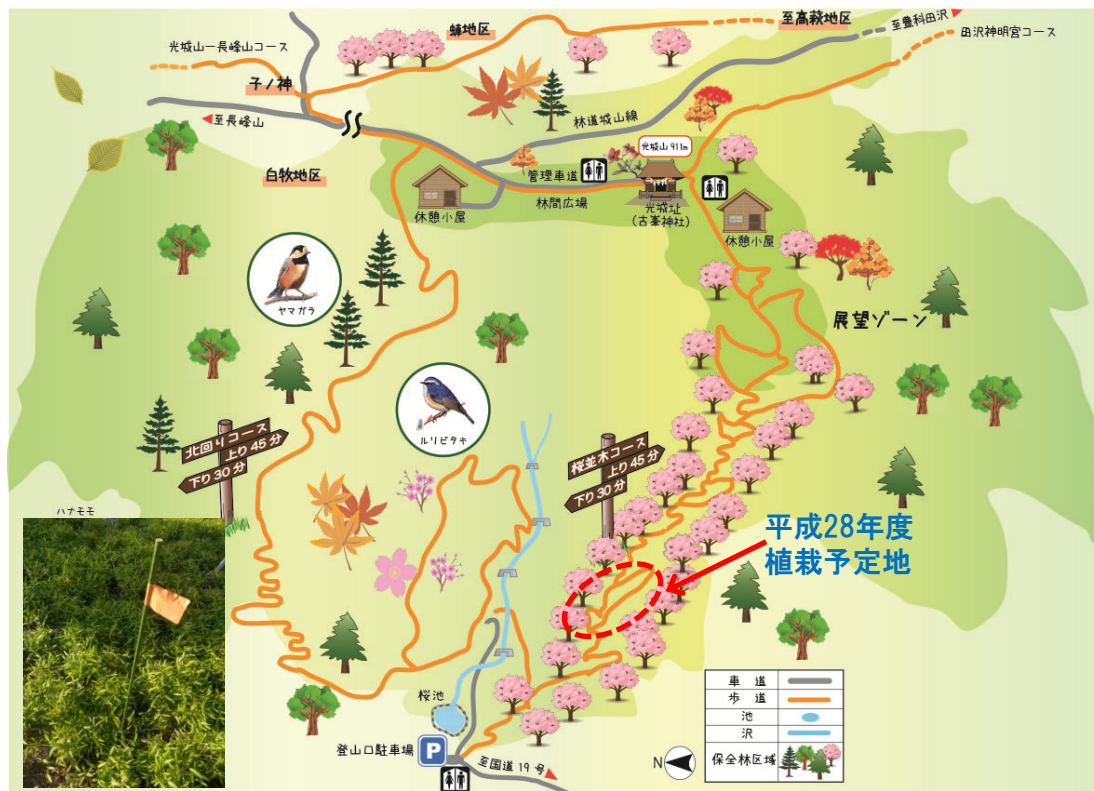 光城山ー長峰山コース
蛃地区
至高萩地区
至豊科田沢
田沢神明宮コース
子ノ神
至長峰山
林道城山線
白牧地区
光城山 911m
管理車道
林間広場
休憩小屋
光城址
(古峯神社)
休憩小屋
ヤマガラ
展望ゾーン
ルリビタキ
北回りコース
上り45分
下り30分
桜並木コース
上り45分
下り30分
ハナモモ
平成28年度
植栽予定地
桜池
登山口駐車場
P
至国道19号
N
車道
歩道
池
沢
保全林区域